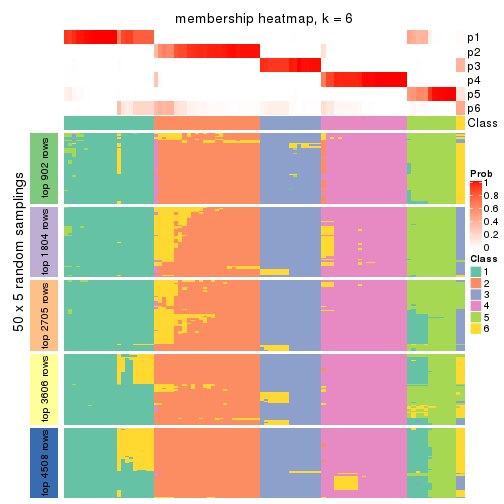 membership heatmap, k = 6
p1
p2
p3
p4
p5
p6
Class
50 x 5 random samplings
top 902 rows
top 1804 rows
top 2705 rows
top 3606 rows
top 4508 rows
Prob
1
0.8
0.6
0.4
0.2
0
Class
1
2
3
4
5
6